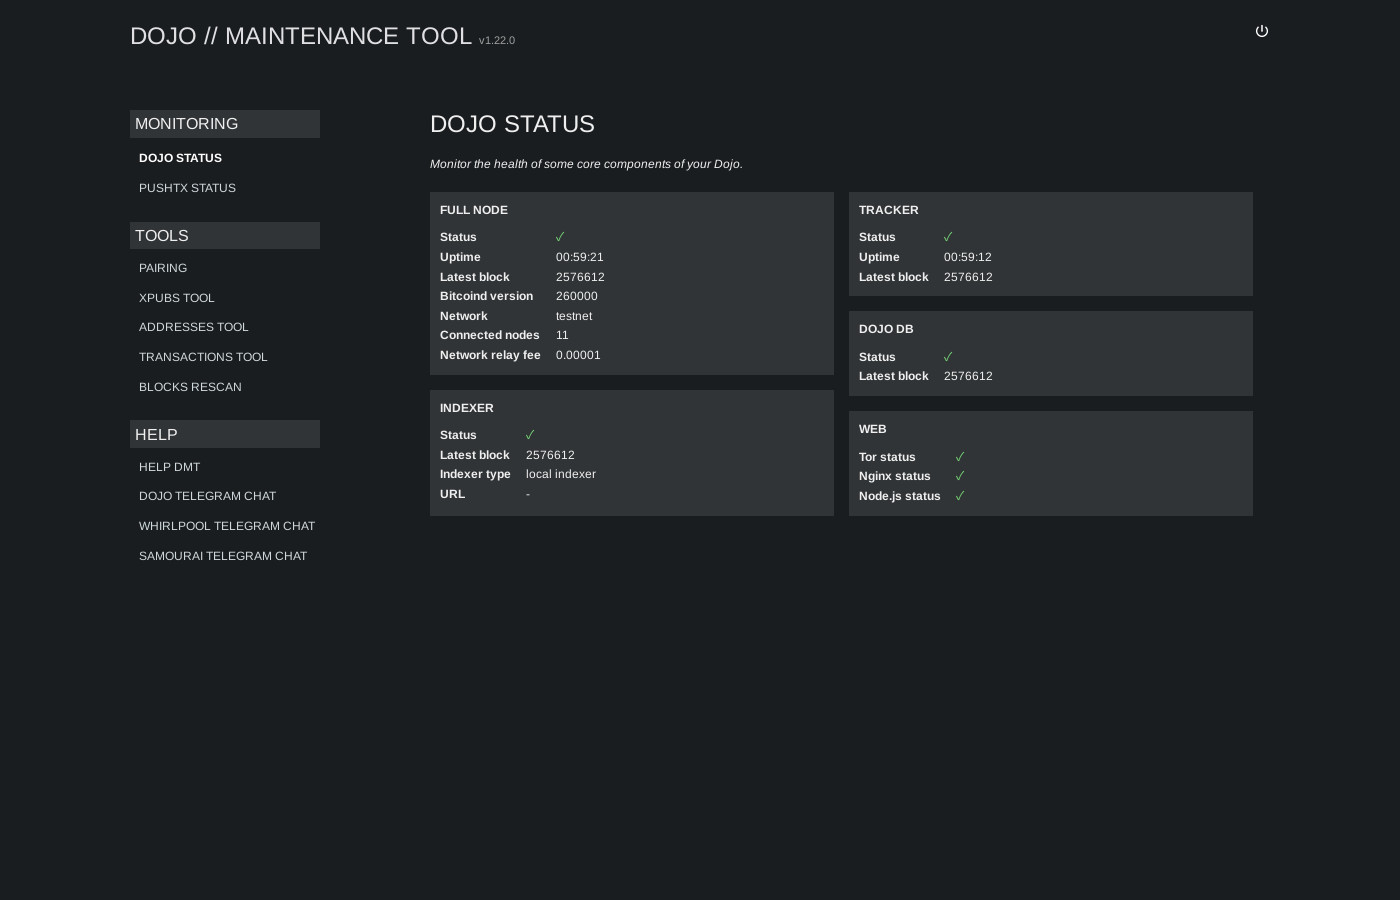 DOJO // MAINTENANCE TOOL v1.22.0
MONITORING
DOJO STATUS
PUSHTX STATUS
TOOLS
PAIRING
XPUBS TOOL
ADDRESSES TOOL
TRANSACTIONS TOOL
BLOCKS RESCAN
HELP
HELP DMT
DOJO TELEGRAM CHAT
WHIRLPOOL TELEGRAM CHAT
SAMOURAI TELEGRAM CHAT
DOJO STATUS
Monitor the health of some core components of your Dojo.
FULL NODE
Status ✓
Uptime 00:59:21
Latest block 2576612
Bitcoind version 260000
Network testnet
Connected nodes 11
Network relay fee 0.00001
INDEXER
Status ✓
Latest block 2576612
Indexer type local indexer
URL -
TRACKER
Status ✓
Uptime 00:59:12
Latest block 2576612
DOJO DB
Status ✓
Latest block 2576612
WEB
Tor status ✓
Nginx status ✓
Node.js status ✓